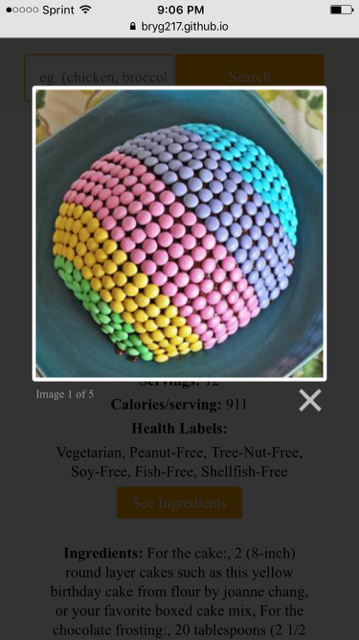 Sprint 9:06 PM
bryg217.github.io
eg. (chicken, broccol
Search
Image 1 of 5
Servings: 12
Calories/serving: 911
Health Labels:
Vegetarian, Peanut-Free, Tree-Nut-Free,
Soy-Free, Fish-Free, Shellfish-Free
See Ingredients
Ingredients: For the cake:, 2 (8-inch)
round layer cakes such as this yellow
birthday cake from flour by joanne chang,
or your favorite boxed cake mix, For the
chocolate frosting:, 20 tablespoons (2 1/2